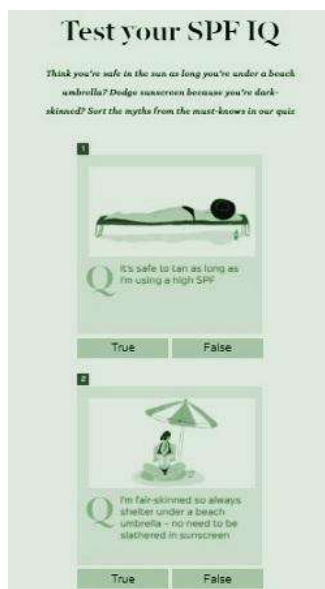 Test your SPF IQ
Think you're safe in the sun as long you're under a beach
umbrella? Dodge sunscreen because you're dark-
skinned? Sort the myths from the must-knows in our quiz
1
Q It's safe to tan as long as
I'm using a high SPF
True False
2
Q I'm fair-skinned so always
shelter under a beach
umbrella – no need to be
slathered in sunscreen
True False